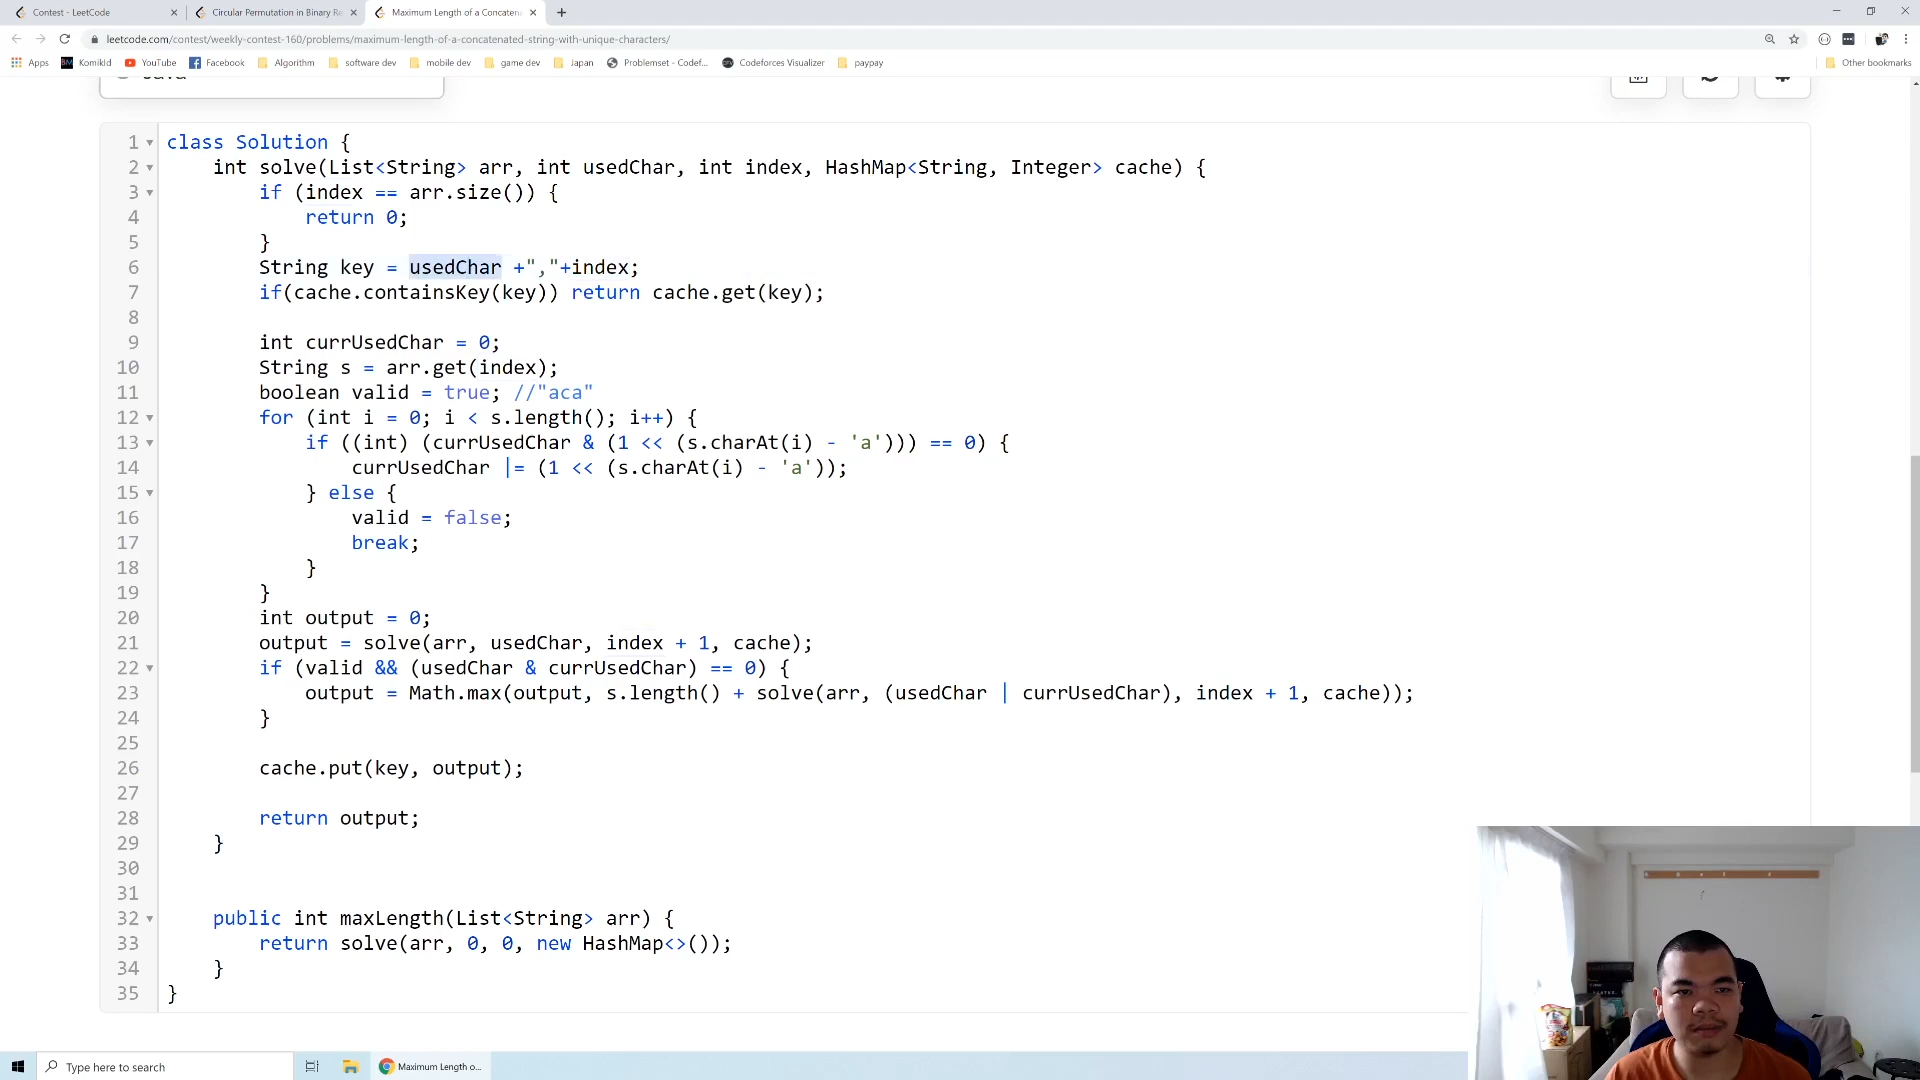 Contest - LeetCode
Circular Permutation in Binary Re
Maximum Length of a Concatena
leetcode.com/contest/weekly-contest-160/problems/maximum-length-of-a-concatenated-string-with-unique-characters/
Apps Komikid YouTube Facebook Algorithm software dev mobile dev game dev Japan Problemset - Codef... Codeforces Visualizer paypay Other bookmarks
Java
1 class Solution {
2 int solve(List<String> arr, int usedChar, int index, HashMap<String, Integer> cache) {
3 if (index == arr.size()) {
4 return 0;
5 }
6 String key = usedChar +","+index;
7 if(cache.containsKey(key)) return cache.get(key);
8
9 int currUsedChar = 0;
10 String s = arr.get(index);
11 boolean valid = true; //"aca"
12 for (int i = 0; i < s.length(); i++) {
13 if ((int) (currUsedChar & (1 << (s.charAt(i) - 'a'))) == 0) {
14 currUsedChar |= (1 << (s.charAt(i) - 'a'));
15 } else {
16 valid = false;
17 break;
18 }
19 }
20 int output = 0;
21 output = solve(arr, usedChar, index + 1, cache);
22 if (valid && (usedChar & currUsedChar) == 0) {
23 output = Math.max(output, s.length() + solve(arr, (usedChar | currUsedChar), index + 1, cache));
24 }
25
26 cache.put(key, output);
27
28 return output;
29 }
30
31
32 public int maxLength(List<String> arr) {
33 return solve(arr, 0, 0, new HashMap<>());
34 }
35 }
Type here to search
Maximum Length o...